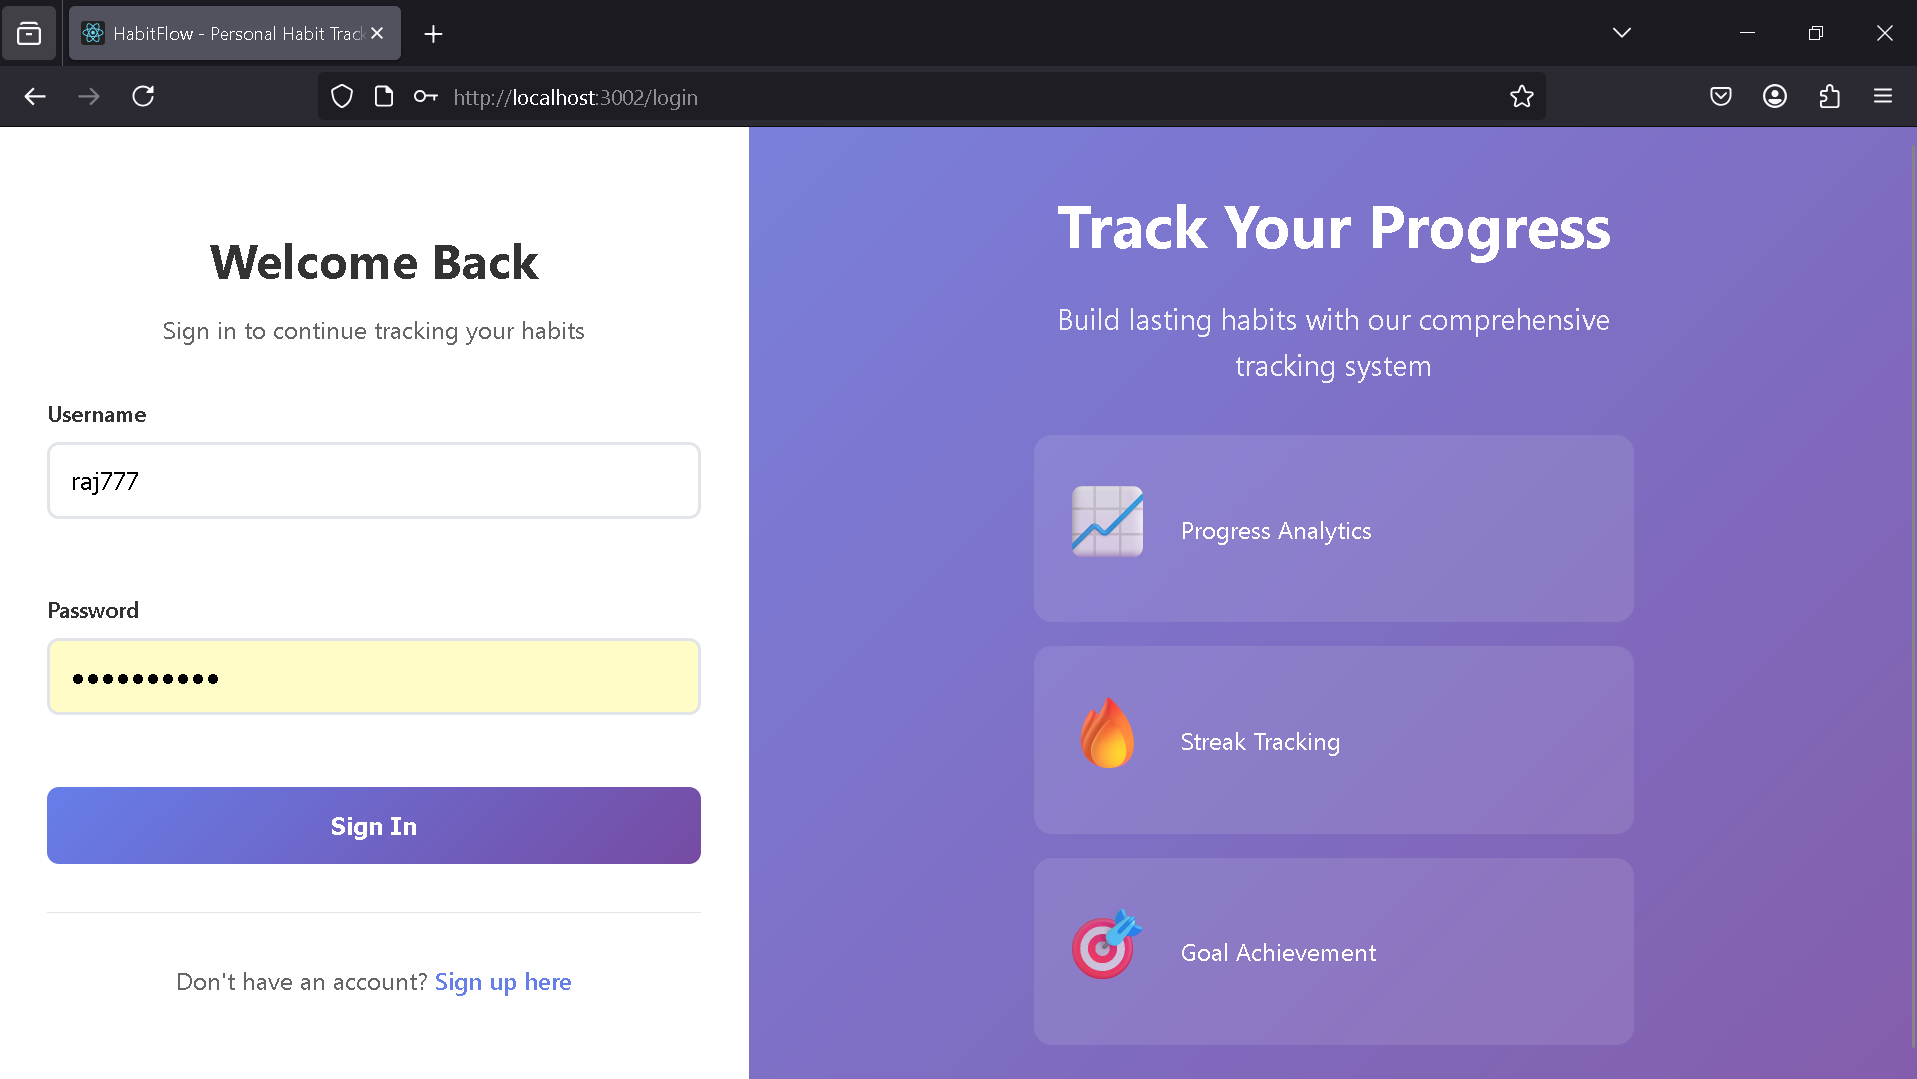 HabitFlow - Personal Habit Trac
http://localhost:3002/login
Welcome Back
Sign in to continue tracking your habits
Username
raj777
Password
••••••••••
Sign In
Don't have an account? Sign up here
Track Your Progress
Build lasting habits with our comprehensive
tracking system
Progress Analytics
Streak Tracking
Goal Achievement